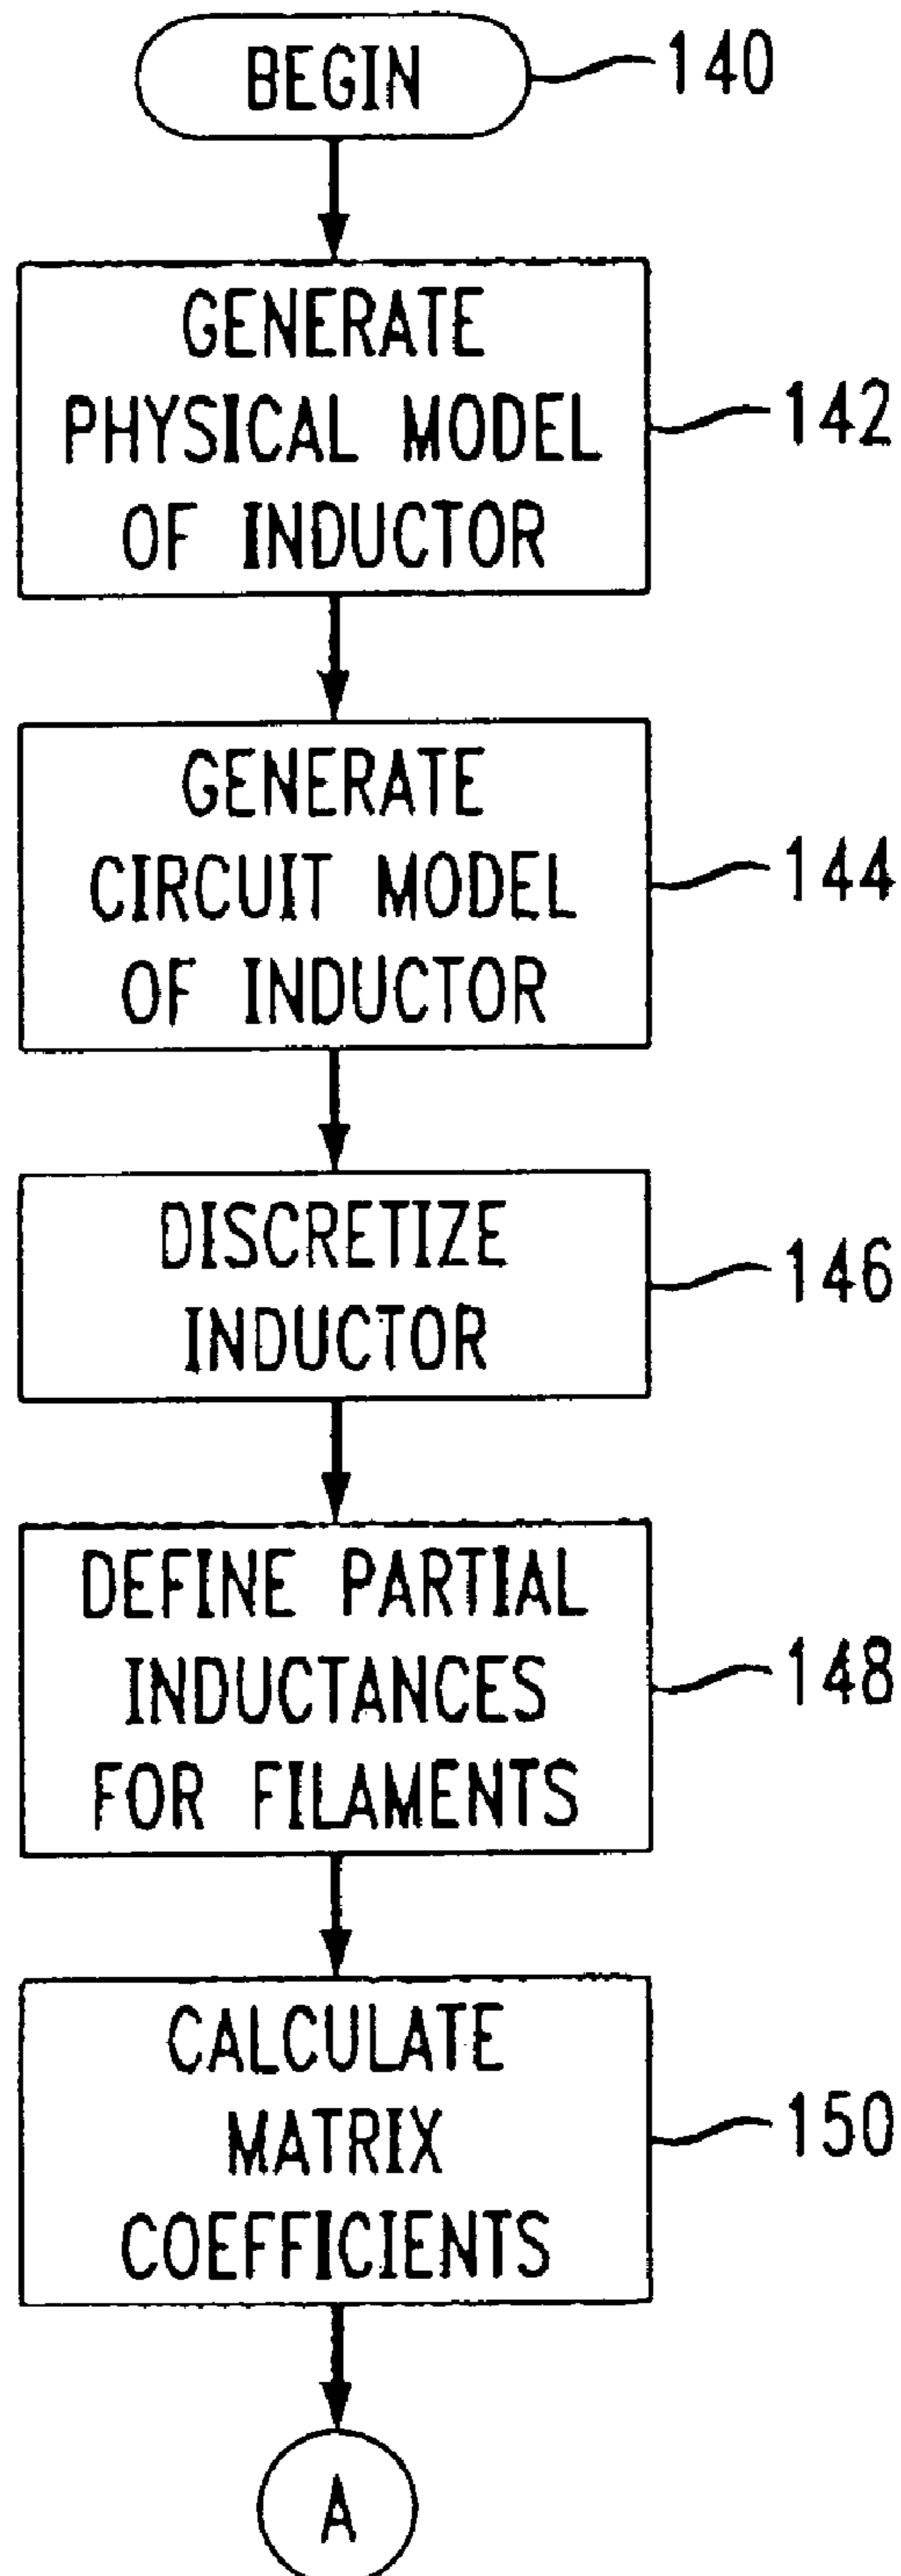 BEGIN
140
GENERATE
PHYSICAL MODEL
OF INDUCTOR
142
GENERATE
CIRCUIT MODEL
OF INDUCTOR
144
DISCRETIZE
INDUCTOR
146
DEFINE PARTIAL
INDUCTANCES
FOR FILAMENTS
148
CALCULATE
MATRIX
COEFFICIENTS
150
A